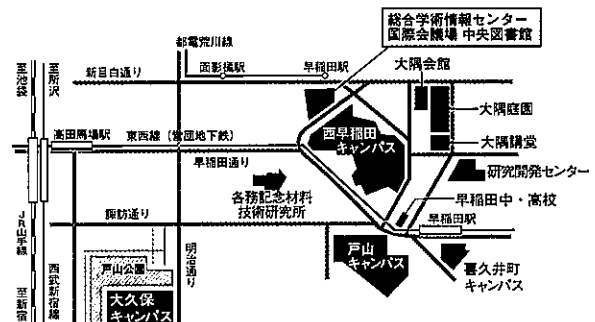 総合学術情報センター
国際会議場 中央図書館
都電荒川線
面影橋駅
早稲田駅
大隈会館
至池袋
至所沢
新目白通り
大隈庭園
高田馬場駅
東西線(営団地下鉄)
西早稲田
キャンパス
大隈講堂
早稲田通り
研究開発センター
各務記念材料
技術研究所
早稲田中・高校
諏訪通り
早稲田駅
JR山手線
西武新宿線
明治通り
戸山公園
戸山
キャンパス
喜久井町
キャンパス
大久保
キャンパス
至新宿
至新宿